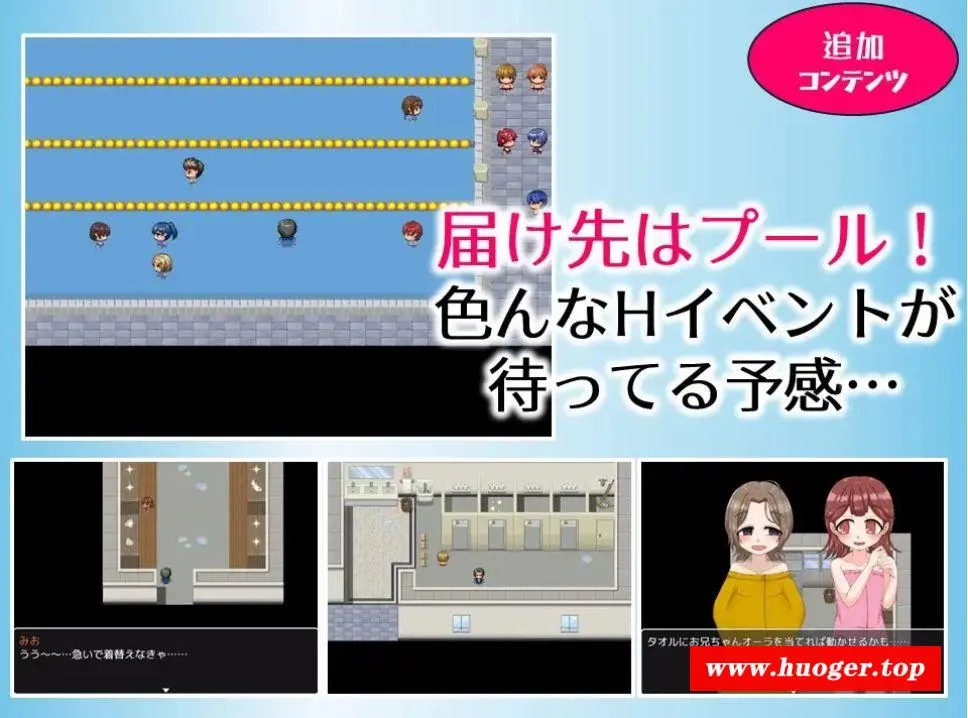 追加
コンテンツ
届け先はプール！
色んなHイベントが
待ってる予感…
みお
うう～～…急いで着替えなきゃ……
タオルにお兄ちゃんオーラを当てれば動かせるかも……
www.huoger.top